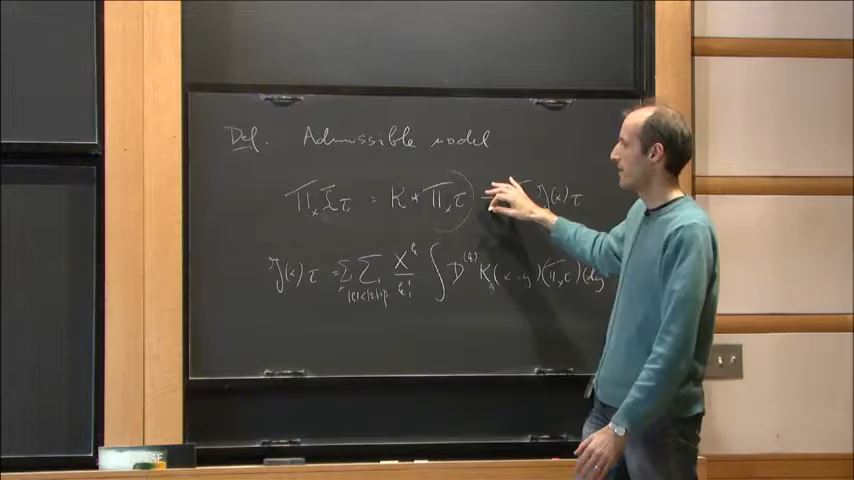 Def. Admissible model
Π_x ℐτ = K * Π_x τ − 𝒥(x)τ
𝒥(x)τ = Σ Σ_{|k|<|τ|+β} X^k/k! ∫ D^{(k)} K_n(x−y)(Π_x τ)(dy)